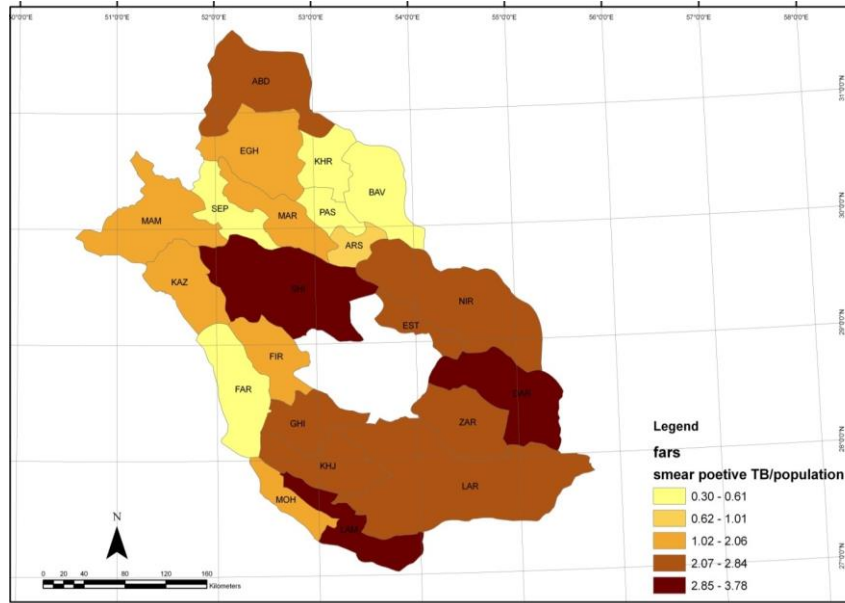 50°0'0"E 51°0'0"E 52°0'0"E 53°0'0"E 54°0'0"E 55°0'0"E 56°0'0"E 57°0'0"E 58°0'0"E
31°0'0"N
30°0'0"N
29°0'0"N
28°0'0"N
27°0'0"N
ABD
EGH
KHR
BAV
SEP
PAS
MAM
MAR
ARS
KAZ
NIR
EST
FIR
FAR
GHI
ZAR
KHJ
LAR
MOH
N
0 10 20 40 80 120 160
Kilometers
Legend
fars
smear poetive TB/population
0.30 - 0.61
0.62 - 1.01
1.02 - 2.06
2.07 - 2.84
2.85 - 3.78